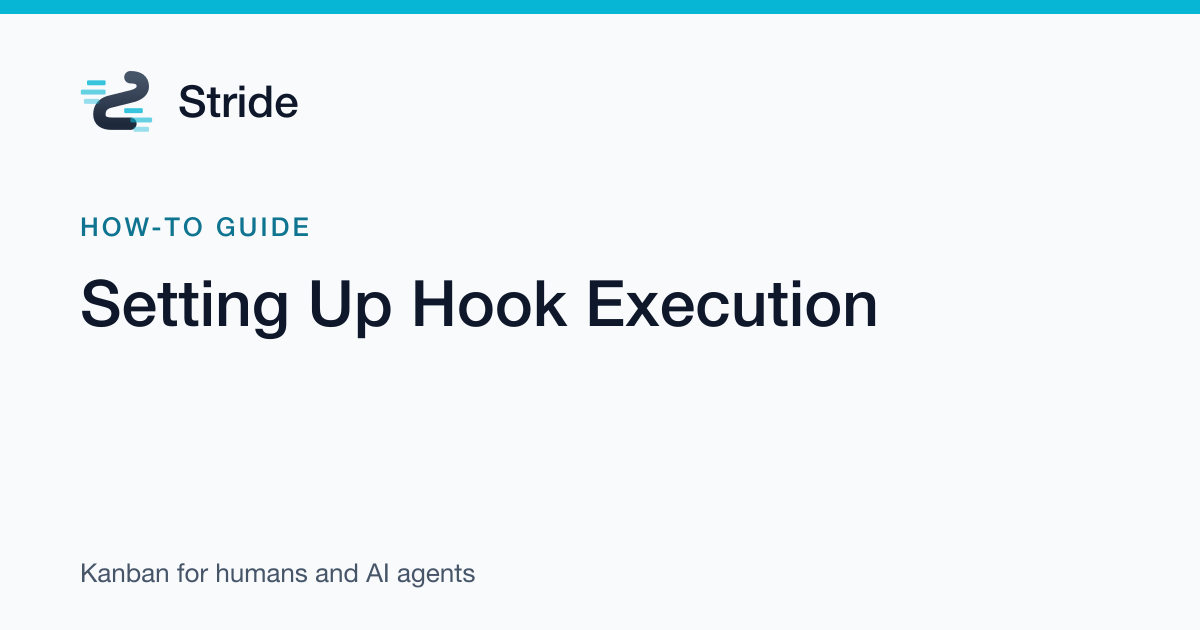 Stride
HOW-TO GUIDE
Setting Up Hook Execution
Kanban for humans and AI agents